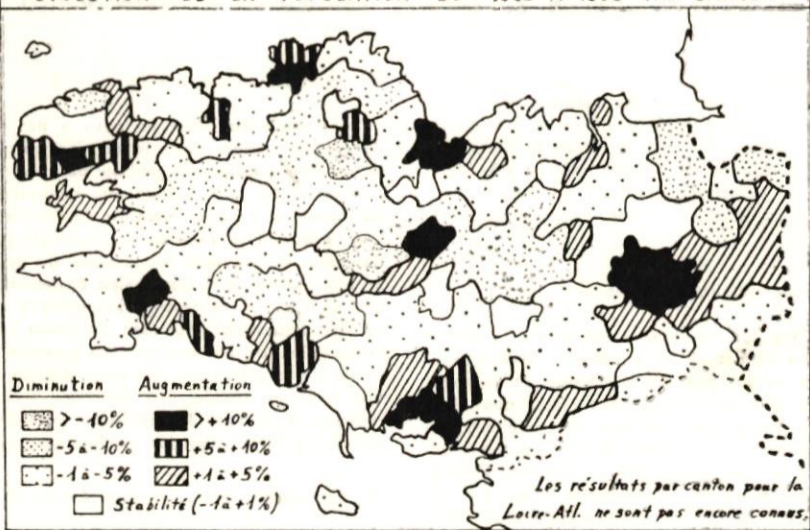 Diminution Augmentation
>-10% >+10%
-5 à -10% +5 à +10%
-1 à -5% +1 à +5%
Stabilité (-1 à +1%)
Les résultats par canton pour la
Loire-Atl. ne sont pas encore connus.